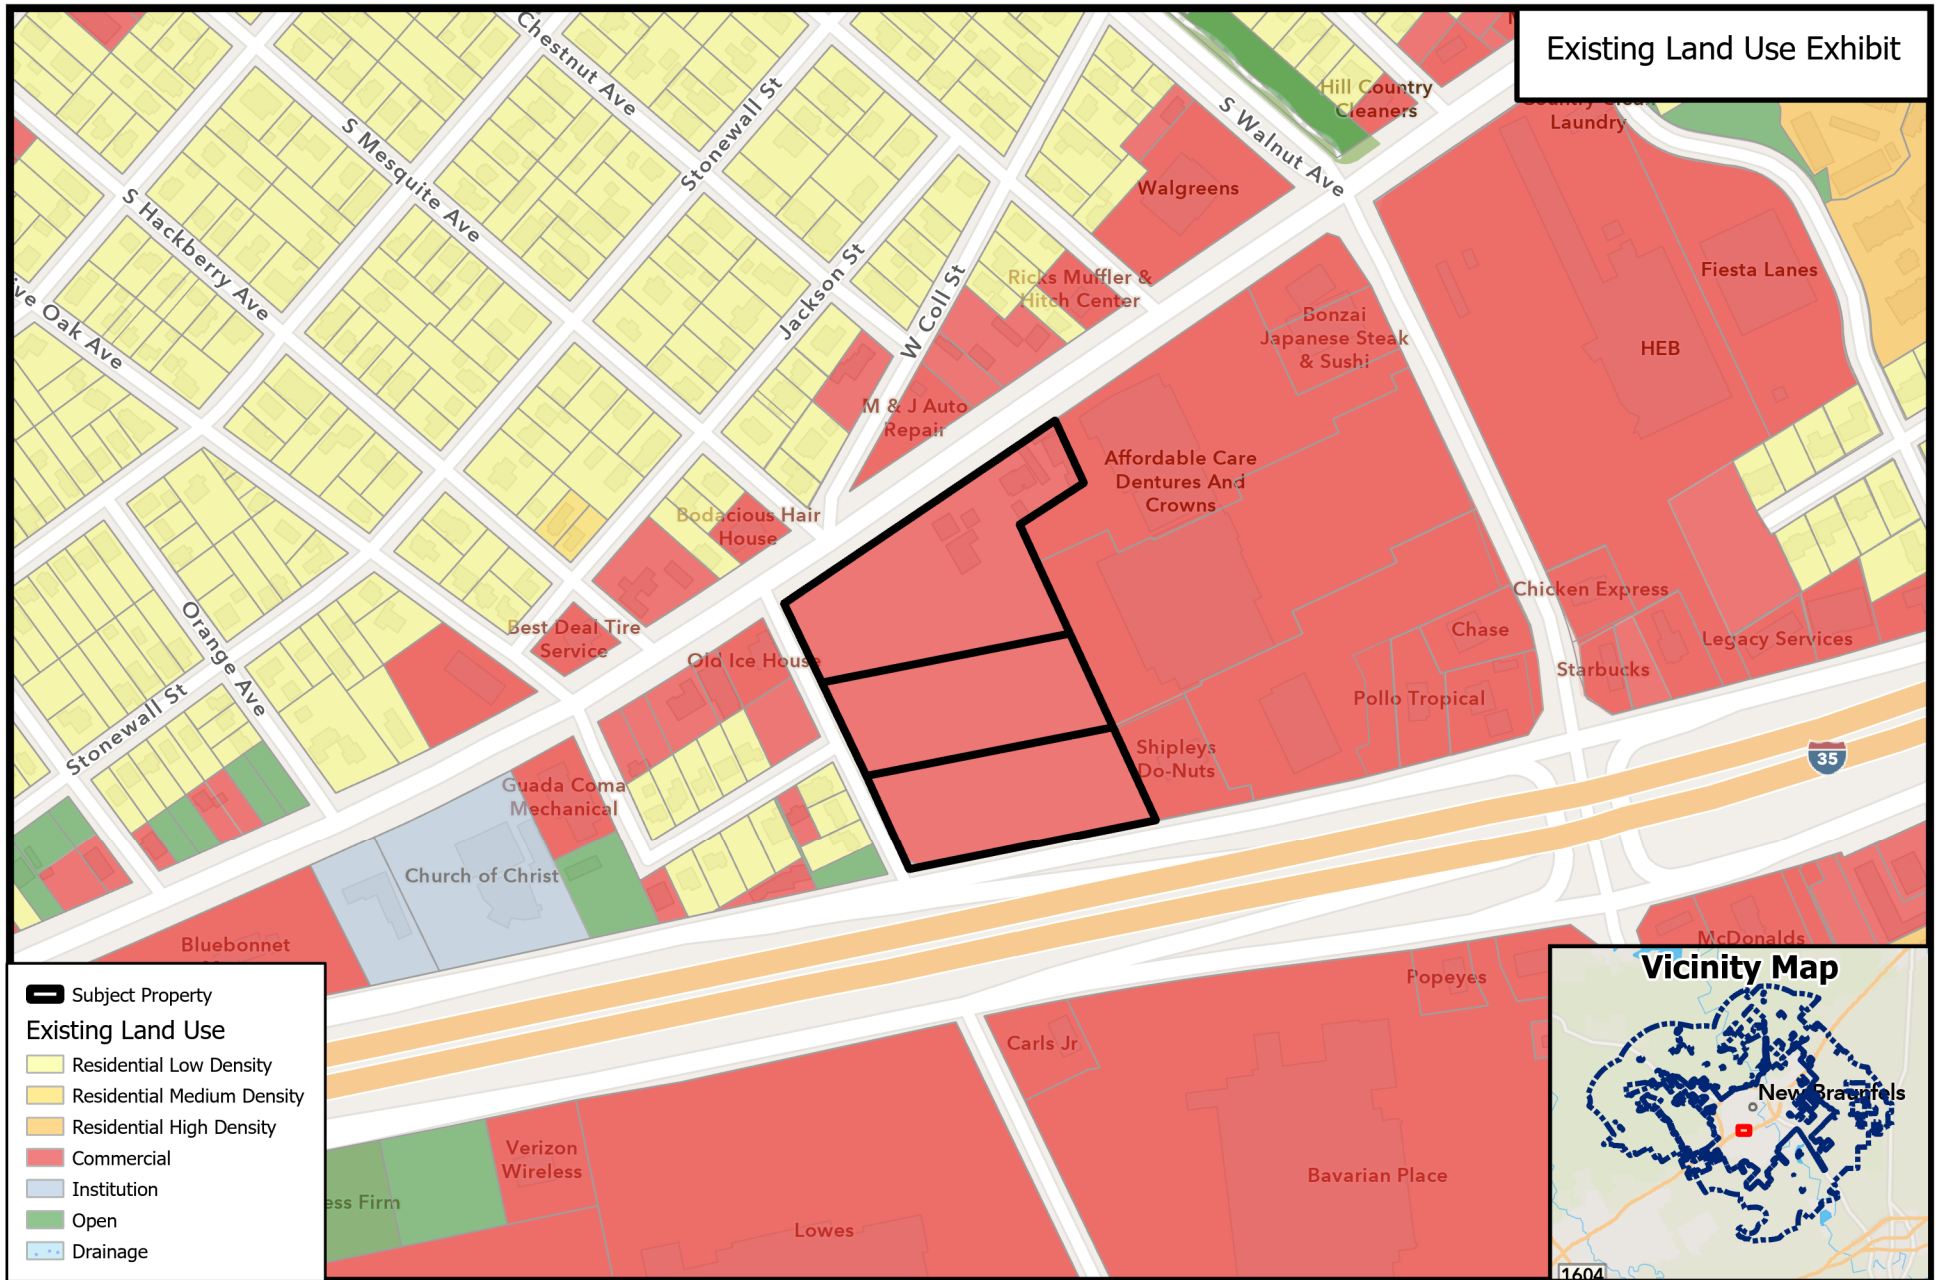 Existing Land Use Exhibit
Chestnut Ave
Stonewall St
S Mesquite Ave
S Hackberry Ave
Oak Ave
Jackson St
W Coll St
S Walnut Ave
Hill Country
Cleaners
Laundry
Walgreens
Ricks Muffler &
Hitch Center
Fiesta Lanes
HEB
Bonzai
Japanese Steak
& Sushi
M & J Auto
Repair
Affordable Care
Dentures And
Crowns
Bodacious Hair
House
Best Deal Tire
Service
Old Ice House
Chicken Express
Chase
Legacy Services
Starbucks
Pollo Tropical
Shipleys
Do-Nuts
Orange Ave
Stonewall St
Guada Coma
Mechanical
Church of Christ
Bluebonnet
35
McDonalds
Popeyes
Carls Jr
Verizon
Wireless
Firm
Lowes
Bavarian Place
Subject Property
Existing Land Use
Residential Low Density
Residential Medium Density
Residential High Density
Commercial
Institution
Open
Drainage
Vicinity Map
New Braunfels
1604